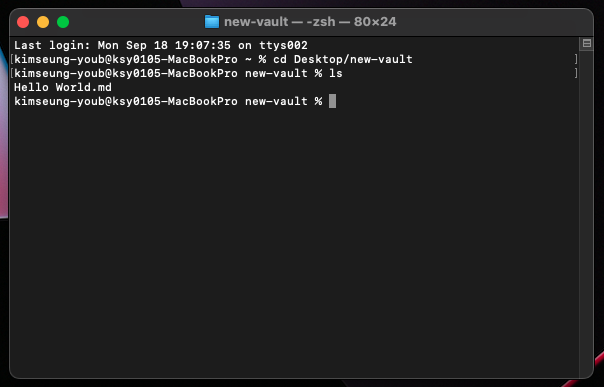 new-vault — -zsh — 80×24
Last login: Mon Sep 18 19:07:35 on ttys002
[kimseung-youb@ksy0105-MacBookPro ~ % cd Desktop/new-vault ]
[kimseung-youb@ksy0105-MacBookPro new-vault % ls ]
Hello World.md
kimseung-youb@ksy0105-MacBookPro new-vault %